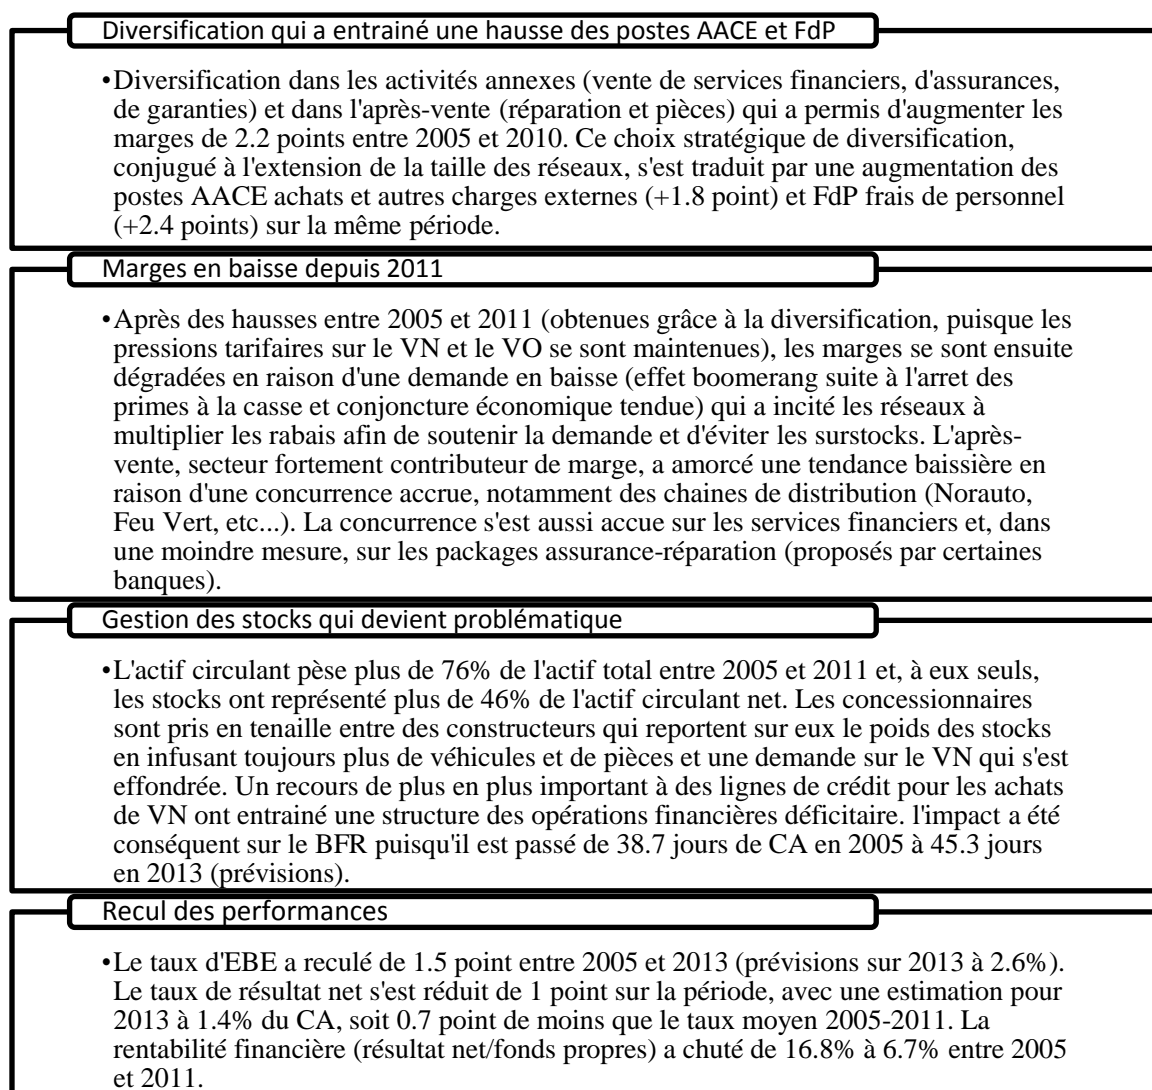 Diversification qui a entrainé une hausse des postes AACE et FdP
•Diversification dans les activités annexes (vente de services financiers, d'assurances,
de garanties) et dans l'après-vente (réparation et pièces) qui a permis d'augmenter les
marges de 2.2 points entre 2005 et 2010. Ce choix stratégique de diversification,
conjugué à l'extension de la taille des réseaux, s'est traduit par une augmentation des
postes AACE achats et autres charges externes (+1.8 point) et FdP frais de personnel
(+2.4 points) sur la même période.
Marges en baisse depuis 2011
•Après des hausses entre 2005 et 2011 (obtenues grâce à la diversification, puisque les
pressions tarifaires sur le VN et le VO se sont maintenues), les marges se sont ensuite
dégradées en raison d'une demande en baisse (effet boomerang suite à l'arret des
primes à la casse et conjoncture économique tendue) qui a incité les réseaux à
multiplier les rabais afin de soutenir la demande et d'éviter les surstocks. L'après-
vente, secteur fortement contributeur de marge, a amorcé une tendance baissière en
raison d'une concurrence accrue, notamment des chaines de distribution (Norauto,
Feu Vert, etc...). La concurrence s'est aussi accue sur les services financiers et, dans
une moindre mesure, sur les packages assurance-réparation (proposés par certaines
banques).
Gestion des stocks qui devient problématique
•L'actif circulant pèse plus de 76% de l'actif total entre 2005 et 2011 et, à eux seuls,
les stocks ont représenté plus de 46% de l'actif circulant net. Les concessionnaires
sont pris en tenaille entre des constructeurs qui reportent sur eux le poids des stocks
en infusant toujours plus de véhicules et de pièces et une demande sur le VN qui s'est
effondrée. Un recours de plus en plus important à des lignes de crédit pour les achats
de VN ont entrainé une structure des opérations financières déficitaire. l'impact a été
conséquent sur le BFR puisqu'il est passé de 38.7 jours de CA en 2005 à 45.3 jours
en 2013 (prévisions).
Recul des performances
•Le taux d'EBE a reculé de 1.5 point entre 2005 et 2013 (prévisions sur 2013 à 2.6%).
Le taux de résultat net s'est réduit de 1 point sur la période, avec une estimation pour
2013 à 1.4% du CA, soit 0.7 point de moins que le taux moyen 2005-2011. La
rentabilité financière (résultat net/fonds propres) a chuté de 16.8% à 6.7% entre 2005
et 2011.